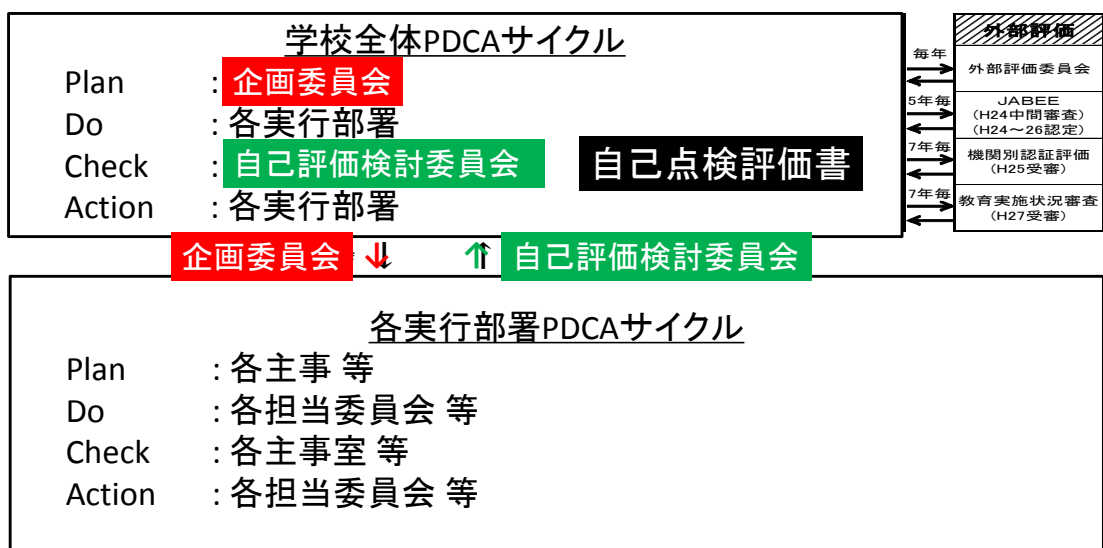 学校全体PDCAサイクル
Plan : 企画委員会
Do : 各実行部署
Check : 自己評価検討委員会 自己点検評価書
Action : 各実行部署
外部評価
毎年 外部評価委員会
5年毎 JABEE
(H24中間審査)
(H24~26認定)
7年毎 機関別認証評価
(H25受審)
7年毎 教育実施状況審査
(H27受審)
企画委員会 自己評価検討委員会
各実行部署PDCAサイクル
Plan : 各主事 等
Do : 各担当委員会 等
Check : 各主事室 等
Action : 各担当委員会 等